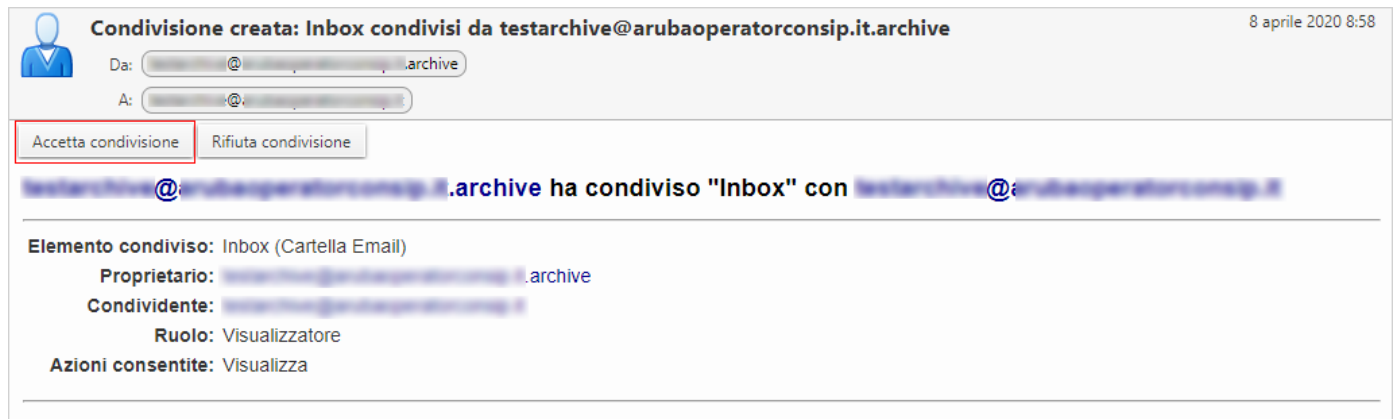 Condivisione creata: Inbox condivisi da testarchive@arubaoperatorconsip.it.archive
8 aprile 2020 8:58
Da: @ .archive
A: @
Accetta condivisione Rifiuta condivisione
@ .archive ha condiviso "Inbox" con @
Elemento condiviso: Inbox (Cartella Email)
Proprietario: .archive
Condividente:
Ruolo: Visualizzatore
Azioni consentite: Visualizza